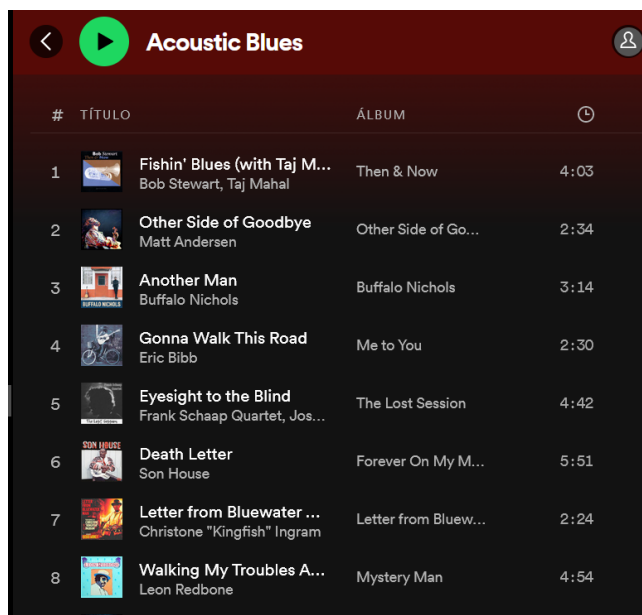 Acoustic Blues
# TÍTULO ÁLBUM
1 Fishin' Blues (with Taj M... Then & Now 4:03
Bob Stewart, Taj Mahal
2 Other Side of Goodbye Other Side of Go... 2:34
Matt Andersen
3 Another Man Buffalo Nichols 3:14
Buffalo Nichols
4 Gonna Walk This Road Me to You 2:30
Eric Bibb
5 Eyesight to the Blind The Lost Session 4:42
Frank Schaap Quartet, Jos...
6 Death Letter Forever On My M... 5:51
SON HOUSE
Son House
7 Letter from Bluewater ... Letter from Bluew... 2:24
Christone "Kingfish" Ingram
8 Walking My Troubles A... Mystery Man 4:54
Leon Redbone